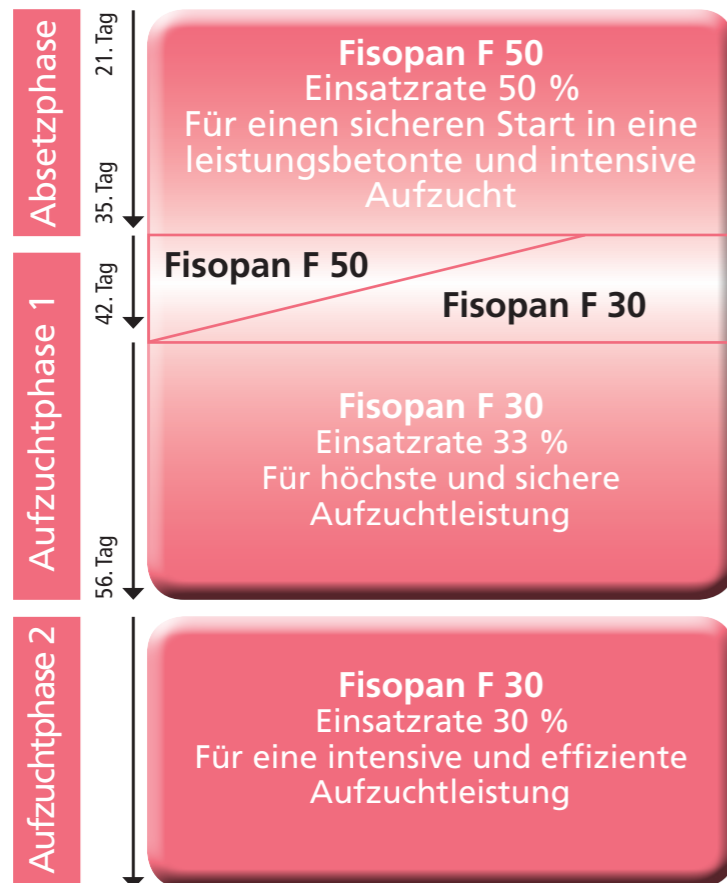 Absetzphase
21. Tag
35. Tag
Fisopan F 50
Einsatzrate 50 %
Für einen sicheren Start in eine
leistungsbetonte und intensive
Aufzucht
Aufzuchtphase 1
42. Tag
56. Tag
Fisopan F 50
Fisopan F 30
Fisopan F 30
Einsatzrate 33 %
Für höchste und sichere
Aufzuchtleistung
Aufzuchtphase 2
Fisopan F 30
Einsatzrate 30 %
Für eine intensive und effiziente
Aufzuchtleistung